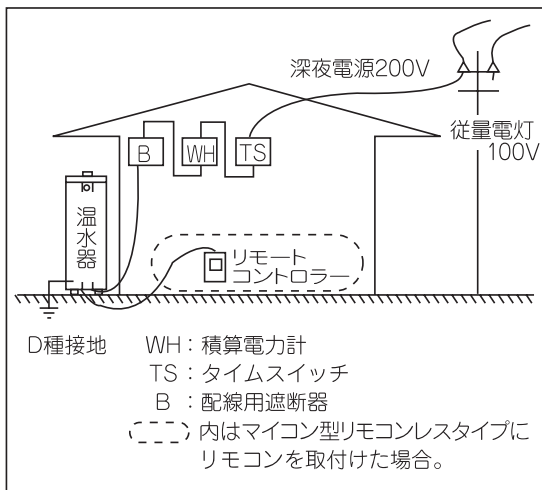 深夜電源200V
従量電灯
100V
B
WH
TS
温水器
リモート
コントローラー
D種接地
WH：積算電力計
TS：タイムスイッチ
B：配線用遮断器
内はマイコン型リモコンレスタイプに
リモコンを取付けた場合。